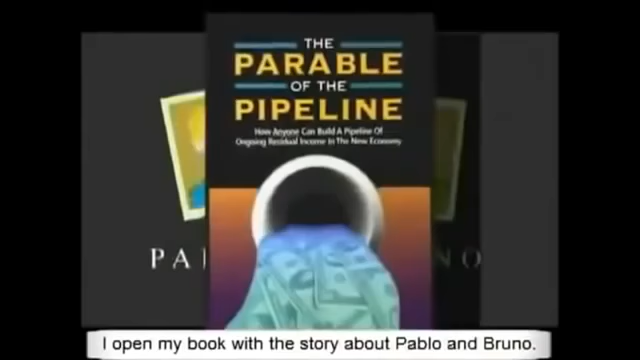 THE
PARABLE
OF THE
PIPELINE
How Anyone Can Build A Pipeline Of
Ongoing Residual Income In The New Economy
PA
NO
I open my book with the story about Pablo and Bruno.